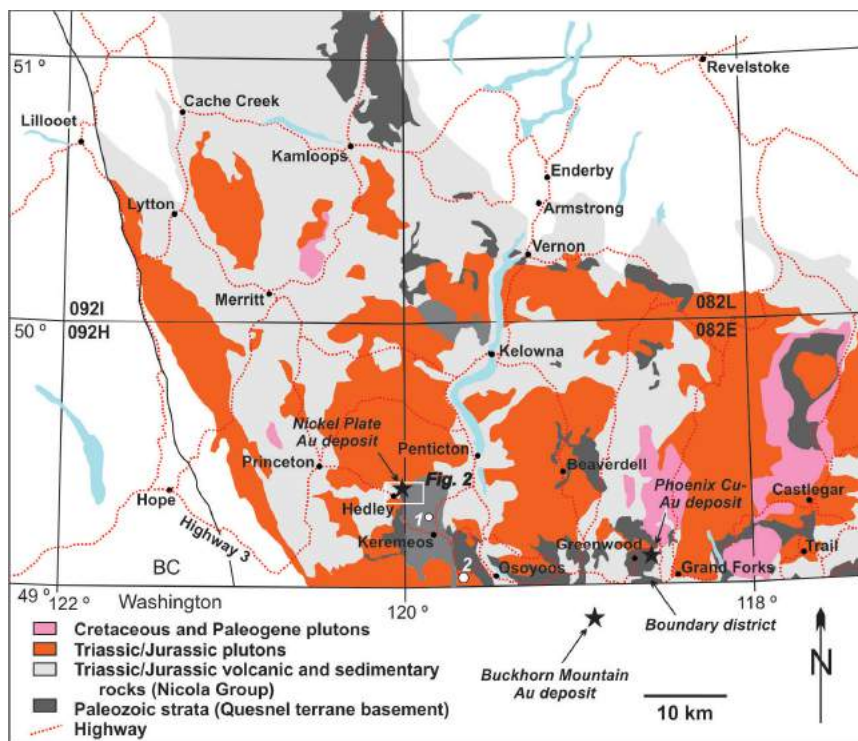 51 º
Revelstoke
Cache Creek
Lillooet
Kamloops
Enderby
Armstrong
Lytton
Vernon
Merritt
092I
082L
50 º
092H
082E
Kelowna
Nickel Plate
Au deposit
Penticton
Princeton
Fig. 2
Beaverdell
Phoenix Cu-
Au deposit
Hope
Hedley
1
Castlegar
Highway 3
Keremeos
Greenwood
Trail
BC
2
Osoyoos
Grand Forks
49 º
122 º
Washington
120 º
118 º
Boundary district
Buckhorn Mountain
Au deposit
Cretaceous and Paleogene plutons
Triassic/Jurassic plutons
Triassic/Jurassic volcanic and sedimentary
rocks (Nicola Group)
Paleozoic strata (Quesnel terrane basement)
Highway
10 km
N